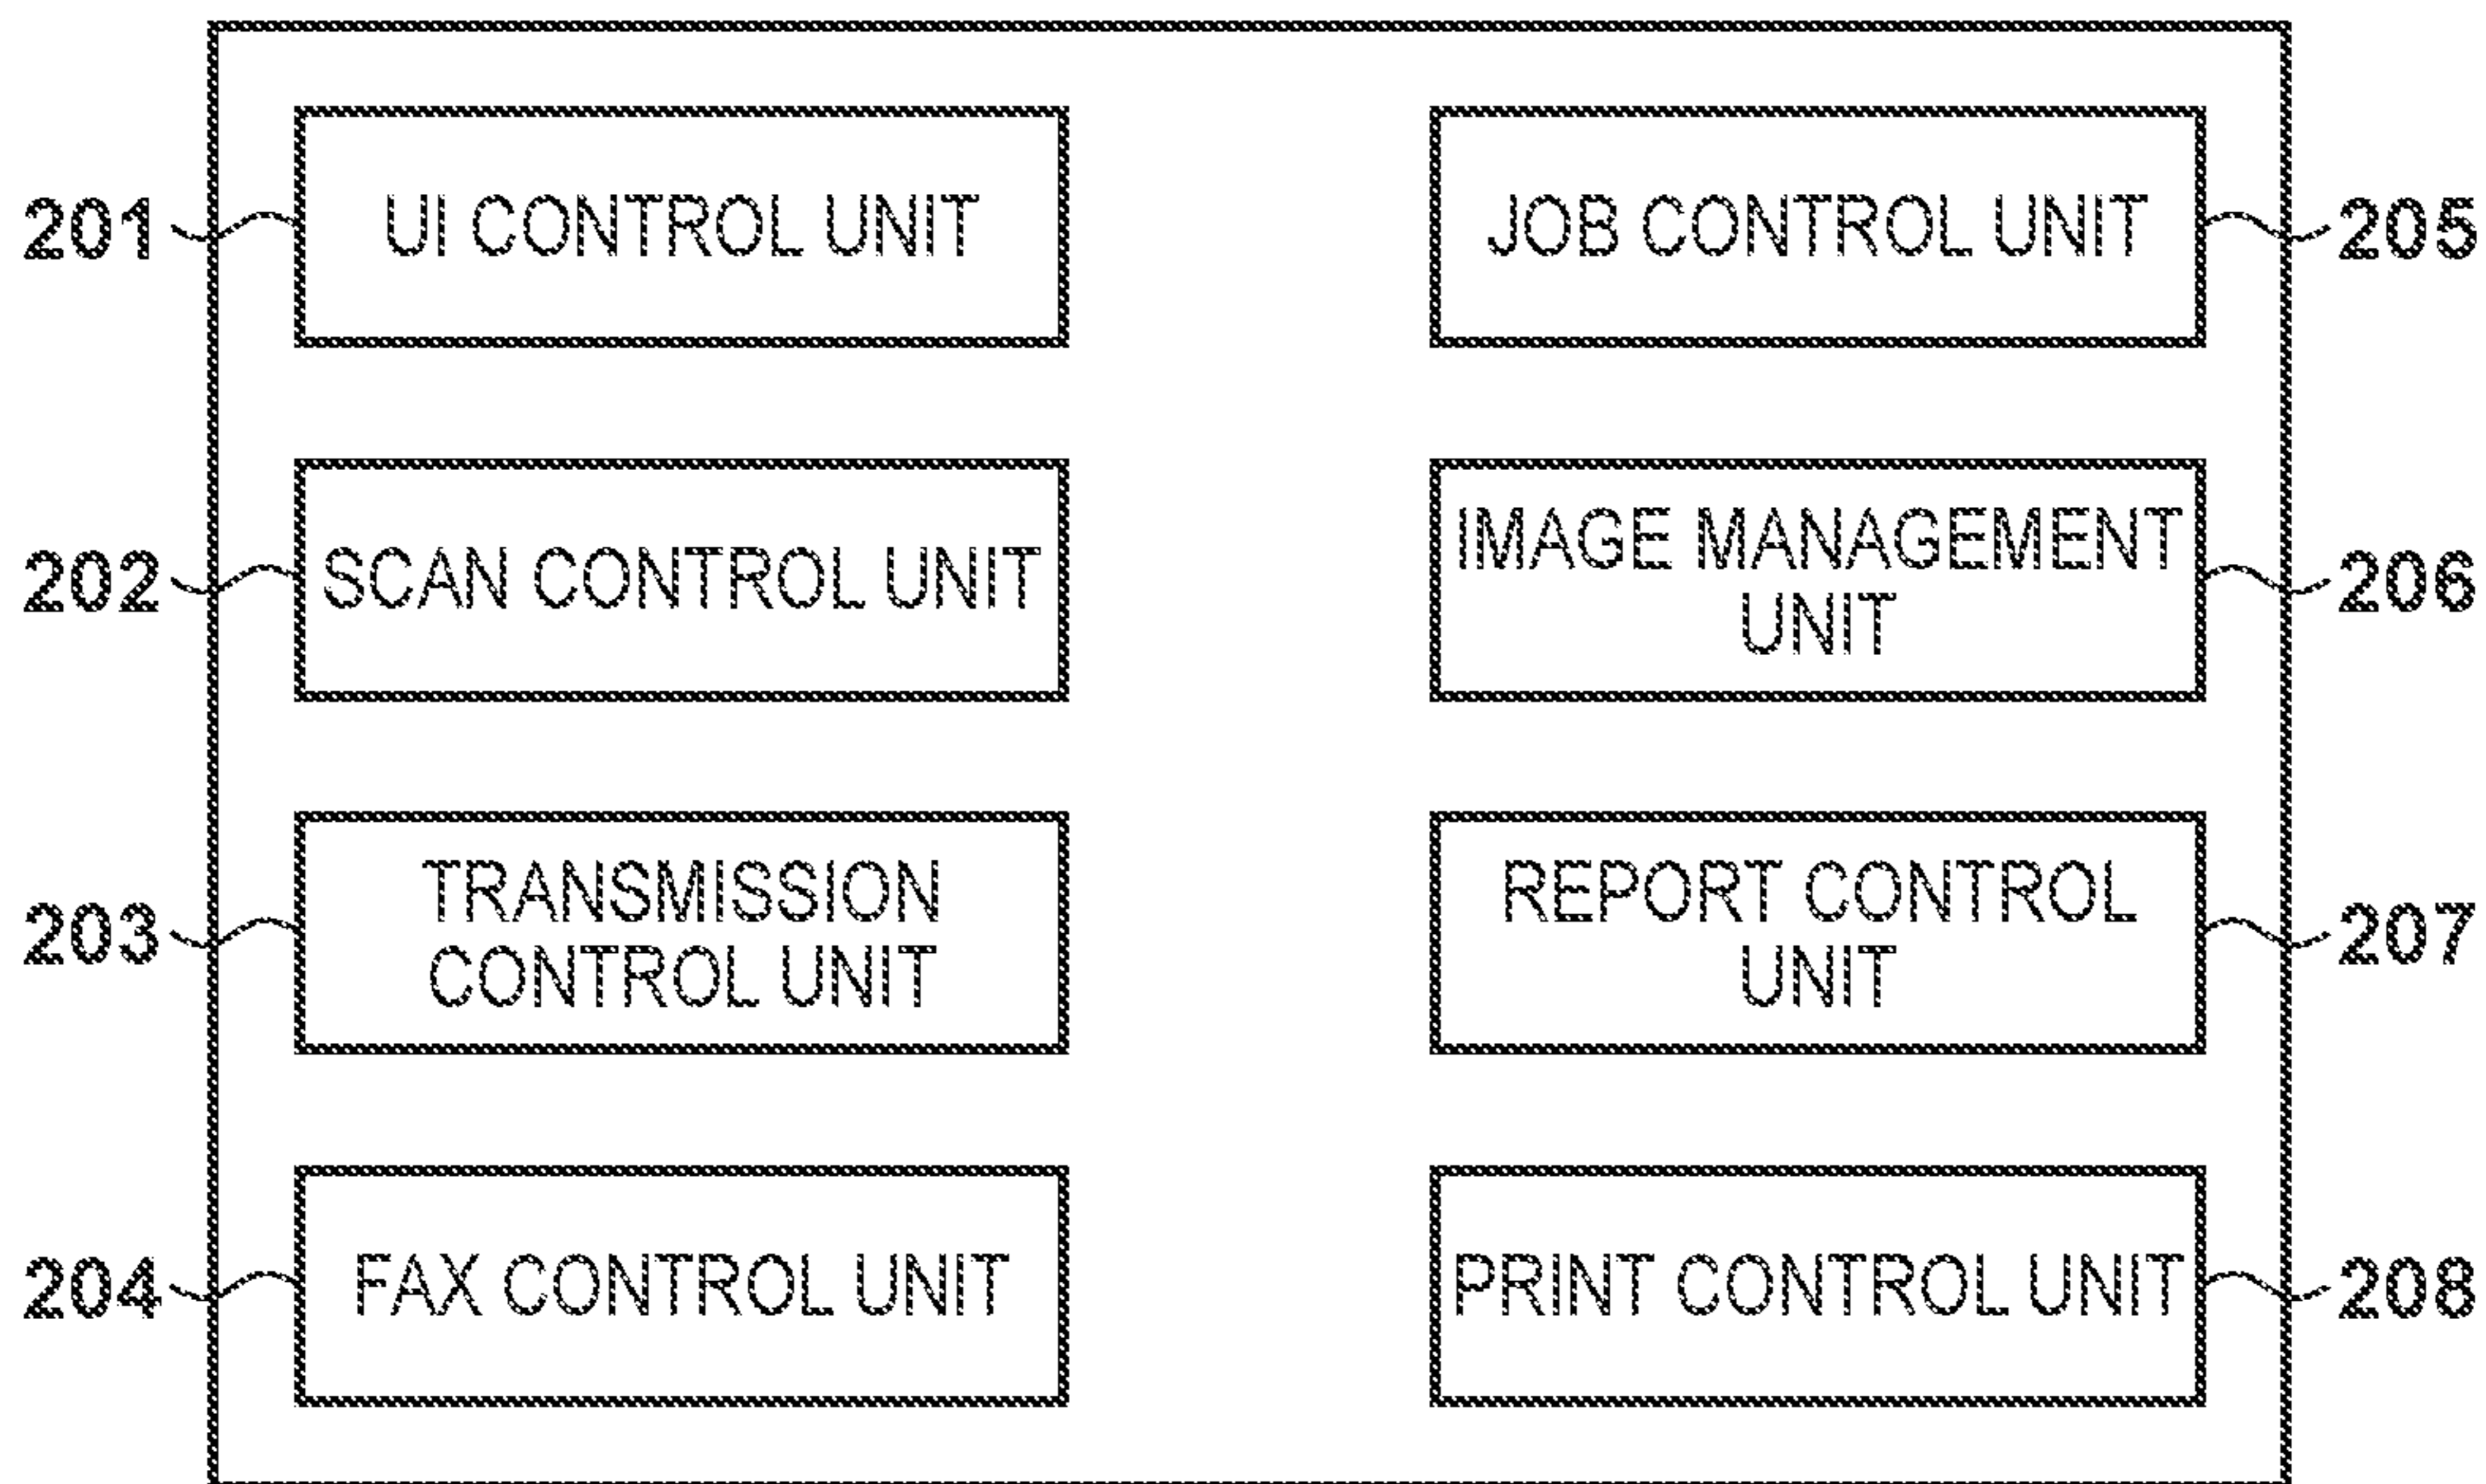 201
UI CONTROL UNIT
JOB CONTROL UNIT
205
202
SCAN CONTROL UNIT
IMAGE MANAGEMENT
UNIT
206
203
TRANSMISSION
CONTROL UNIT
REPORT CONTROL
UNIT
207
204
FAX CONTROL UNIT
PRINT CONTROL UNIT
208